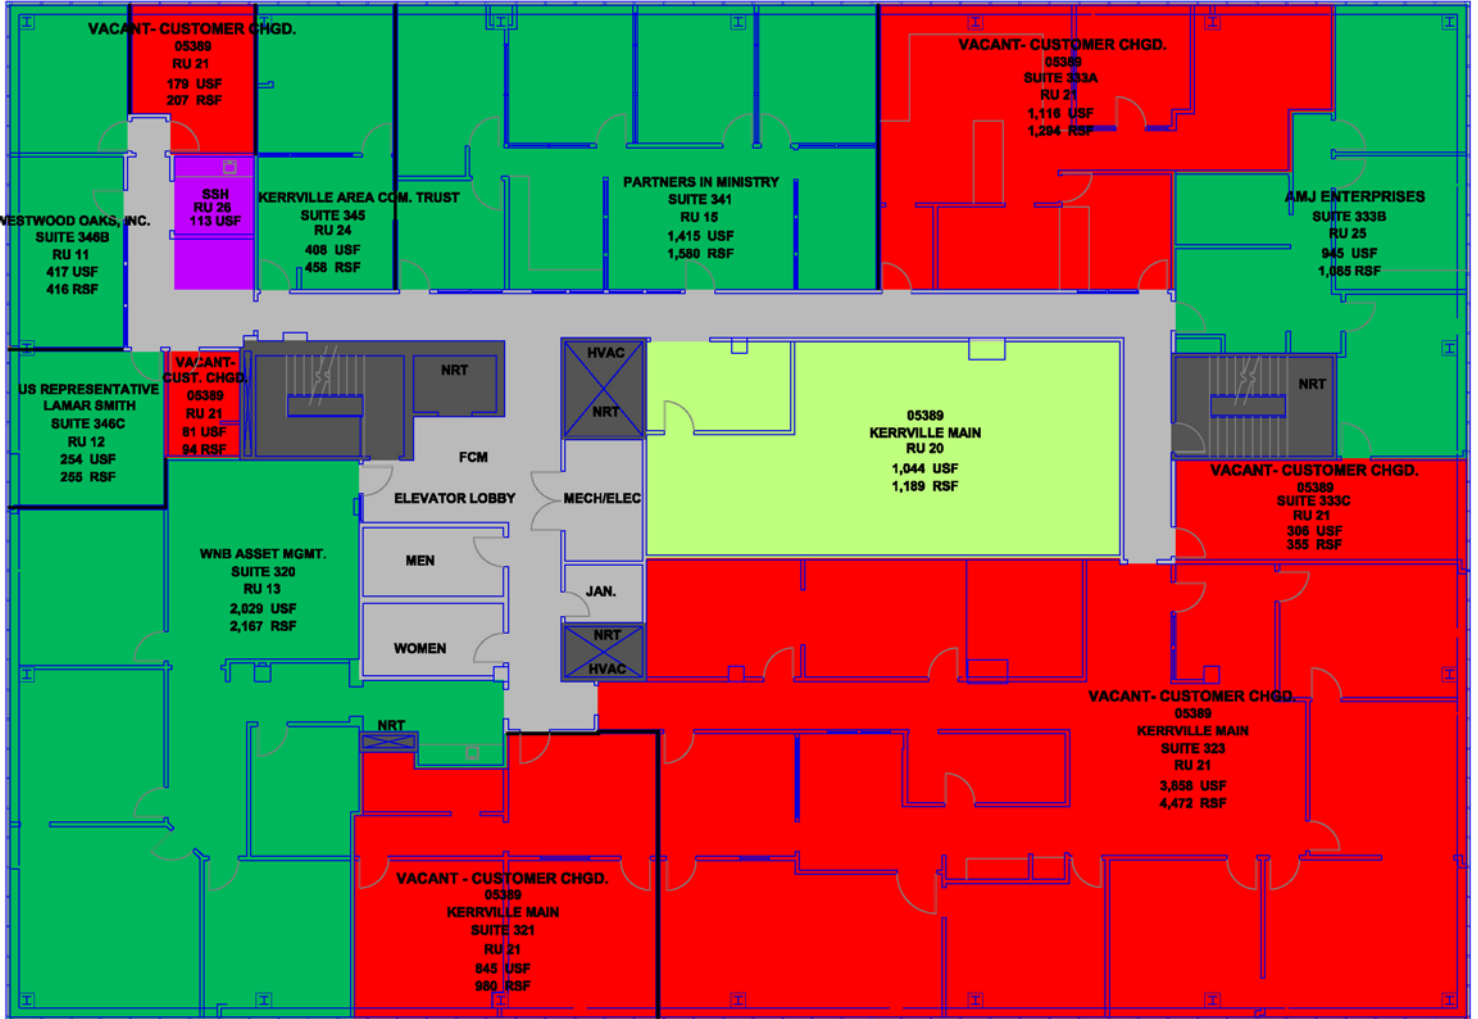 VACANT- CUSTOMER CHGD.
05389
RU 21
179 USF
207 RSF
SSH
RU 26
113 USF
WESTWOOD OAKS, INC.
SUITE 346B
RU 11
417 USF
416 RSF
KERRVILLE AREA COM. TRUST
SUITE 345
RU 24
408 USF
458 RSF
PARTNERS IN MINISTRY
SUITE 341
RU 15
1,415 USF
1,580 RSF
VACANT- CUSTOMER CHGD.
05389
SUITE 333A
RU 21
1,116 USF
1,294 RSF
AMJ ENTERPRISES
SUITE 333B
RU 25
945 USF
1,085 RSF
US REPRESENTATIVE
LAMAR SMITH
SUITE 346C
RU 12
254 USF
255 RSF
VACANT-
CUST. CHGD.
05389
RU 21
81 USF
94 RSF
NRT
HVAC
NRT
FCM
ELEVATOR LOBBY
MECH/ELEC
MEN
WOMEN
JAN.
NRT
HVAC
05389
KERRVILLE MAIN
RU 20
1,044 USF
1,189 RSF
NRT
VACANT- CUSTOMER CHGD.
05389
SUITE 333C
RU 21
306 USF
355 RSF
WNB ASSET MGMT.
SUITE 320
RU 13
2,029 USF
2,167 RSF
NRT
VACANT- CUSTOMER CHGD.
05389
KERRVILLE MAIN
SUITE 323
RU 21
3,858 USF
4,472 RSF
VACANT - CUSTOMER CHGD.
05389
KERRVILLE MAIN
SUITE 321
RU 21
845 USF
980 RSF